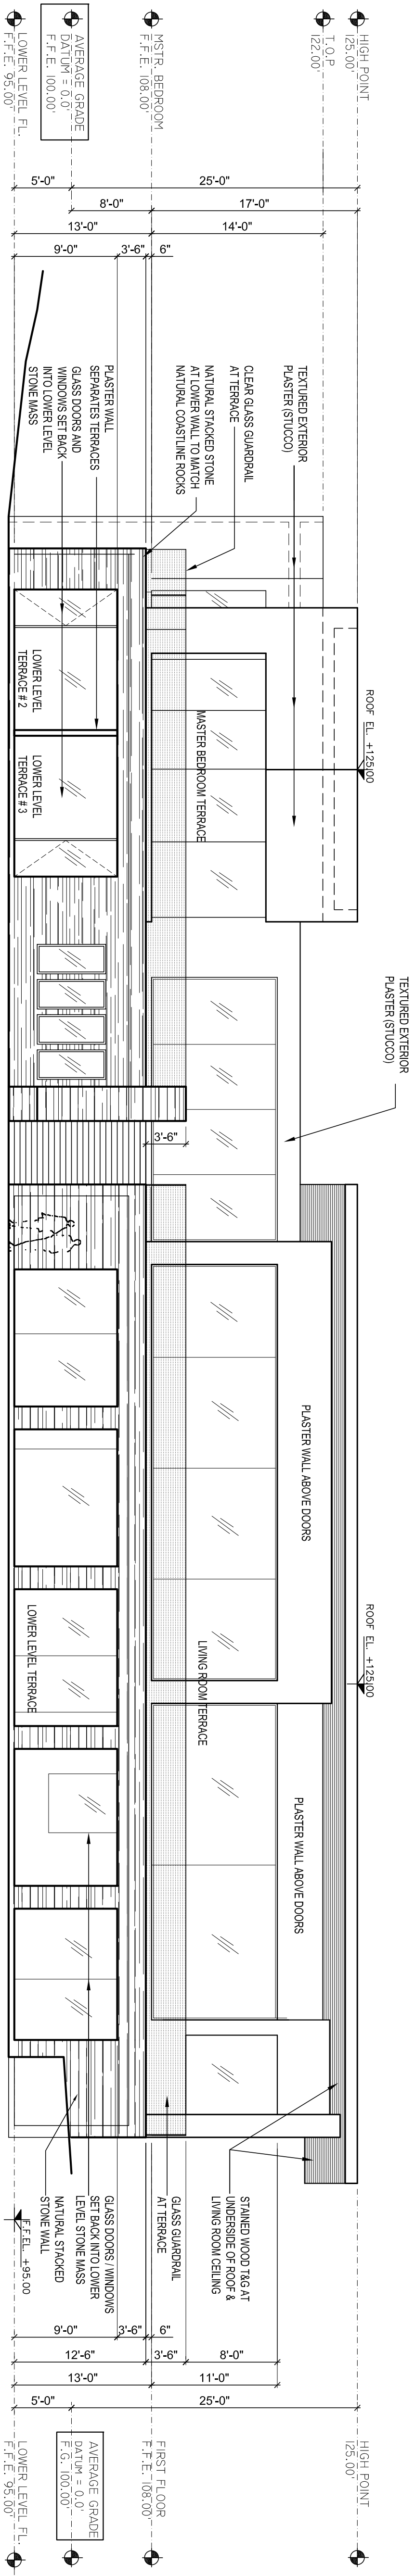 HIGH POINT
125.00'
T.O.P.
122.00'
MSTR. BEDROOM
F.F.E. 108.00'
AVERAGE GRADE
DATUM = 0.0'
F.F.E. 100.00'
LOWER LEVEL FL.
F.F.E. 95.00'
25'-0"
5'-0"
17'-0"
8'-0"
14'-0"
13'-0"
6"
3'-6"
9'-0"
TEXTURED EXTERIOR
PLASTER (STUCCO)
CLEAR GLASS GUARDRAIL
AT TERRACE
NATURAL STACKED STONE
AT LOWER WALL TO MATCH
NATURAL COASTLINE ROCKS
PLASTER WALL
SEPARATES TERRACES
GLASS DOORS AND
WINDOWS SET BACK
INTO LOWER LEVEL
STONE MASS
ROOF EL. +125.00
MASTER BEDROOM TERRACE
LOWER LEVEL
TERRACE # 2
LOWER LEVEL
TERRACE # 3
TEXTURED EXTERIOR
PLASTER (STUCCO)
3'-6"
PLASTER WALL ABOVE DOORS
ROOF EL. +125.00
LIVING ROOM TERRACE
LOWER LEVEL TERRACE
PLASTER WALL ABOVE DOORS
STAINED WOOD T&G AT
UNDERSIDE OF ROOF &
LIVING ROOM CEILING
GLASS GUARDRAIL
AT TERRACE
GLASS DOORS / WINDOWS
SET BACK INTO LOWER
LEVEL STONE MASS
NATURAL STACKED
STONE WALL
F.F.EL. +95.00
8'-0"
3'-6"
6"
3'-6"
9'-0"
12'-6"
11'-0"
13'-0"
25'-0"
5'-0"
HIGH POINT
125.00'
FIRST FLOOR
F.F.E. 108.00'
AVERAGE GRADE
DATUM = 0.0'
F.G. 100.00'
LOWER LEVEL FL.
F.F.E. 95.00'